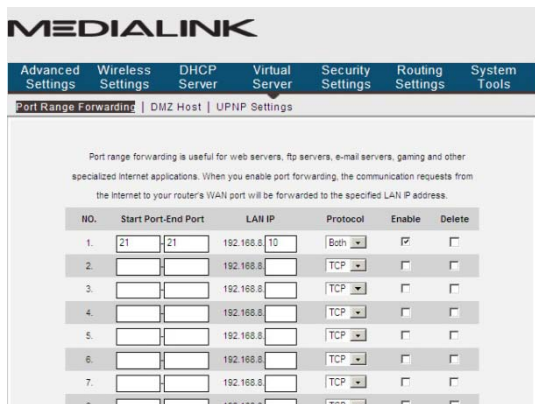 MEDIALINK
Advanced Settings Wireless Settings DHCP Server Virtual Server Security Settings Routing Settings System Tools
Port Range Forwarding | DMZ Host | UPNP Settings
Port range forwarding is useful for web servers, ftp servers, e-mail servers, gaming and other
specialized Internet applications. When you enable port forwarding, the communication requests from
the Internet to your router's WAN port will be forwarded to the specified LAN IP address.
NO. Start Port-End Port LAN IP Protocol Enable Delete
1. 21 - 21 192.168.8. 10 Both
2. - 192.168.8. TCP
3. - 192.168.8. TCP
4. - 192.168.8. TCP
5. - 192.168.8. TCP
6. - 192.168.8. TCP
7. - 192.168.8. TCP